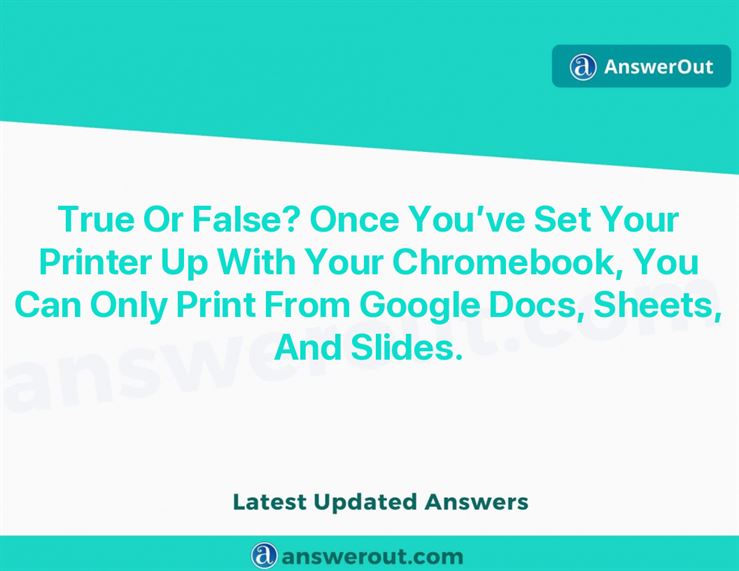 AnswerOut
True Or False? Once You’ve Set Your
Printer Up With Your Chromebook, You
Can Only Print From Google Docs, Sheets,
And Slides.
answerout.com
Latest Updated Answers
answerout.com